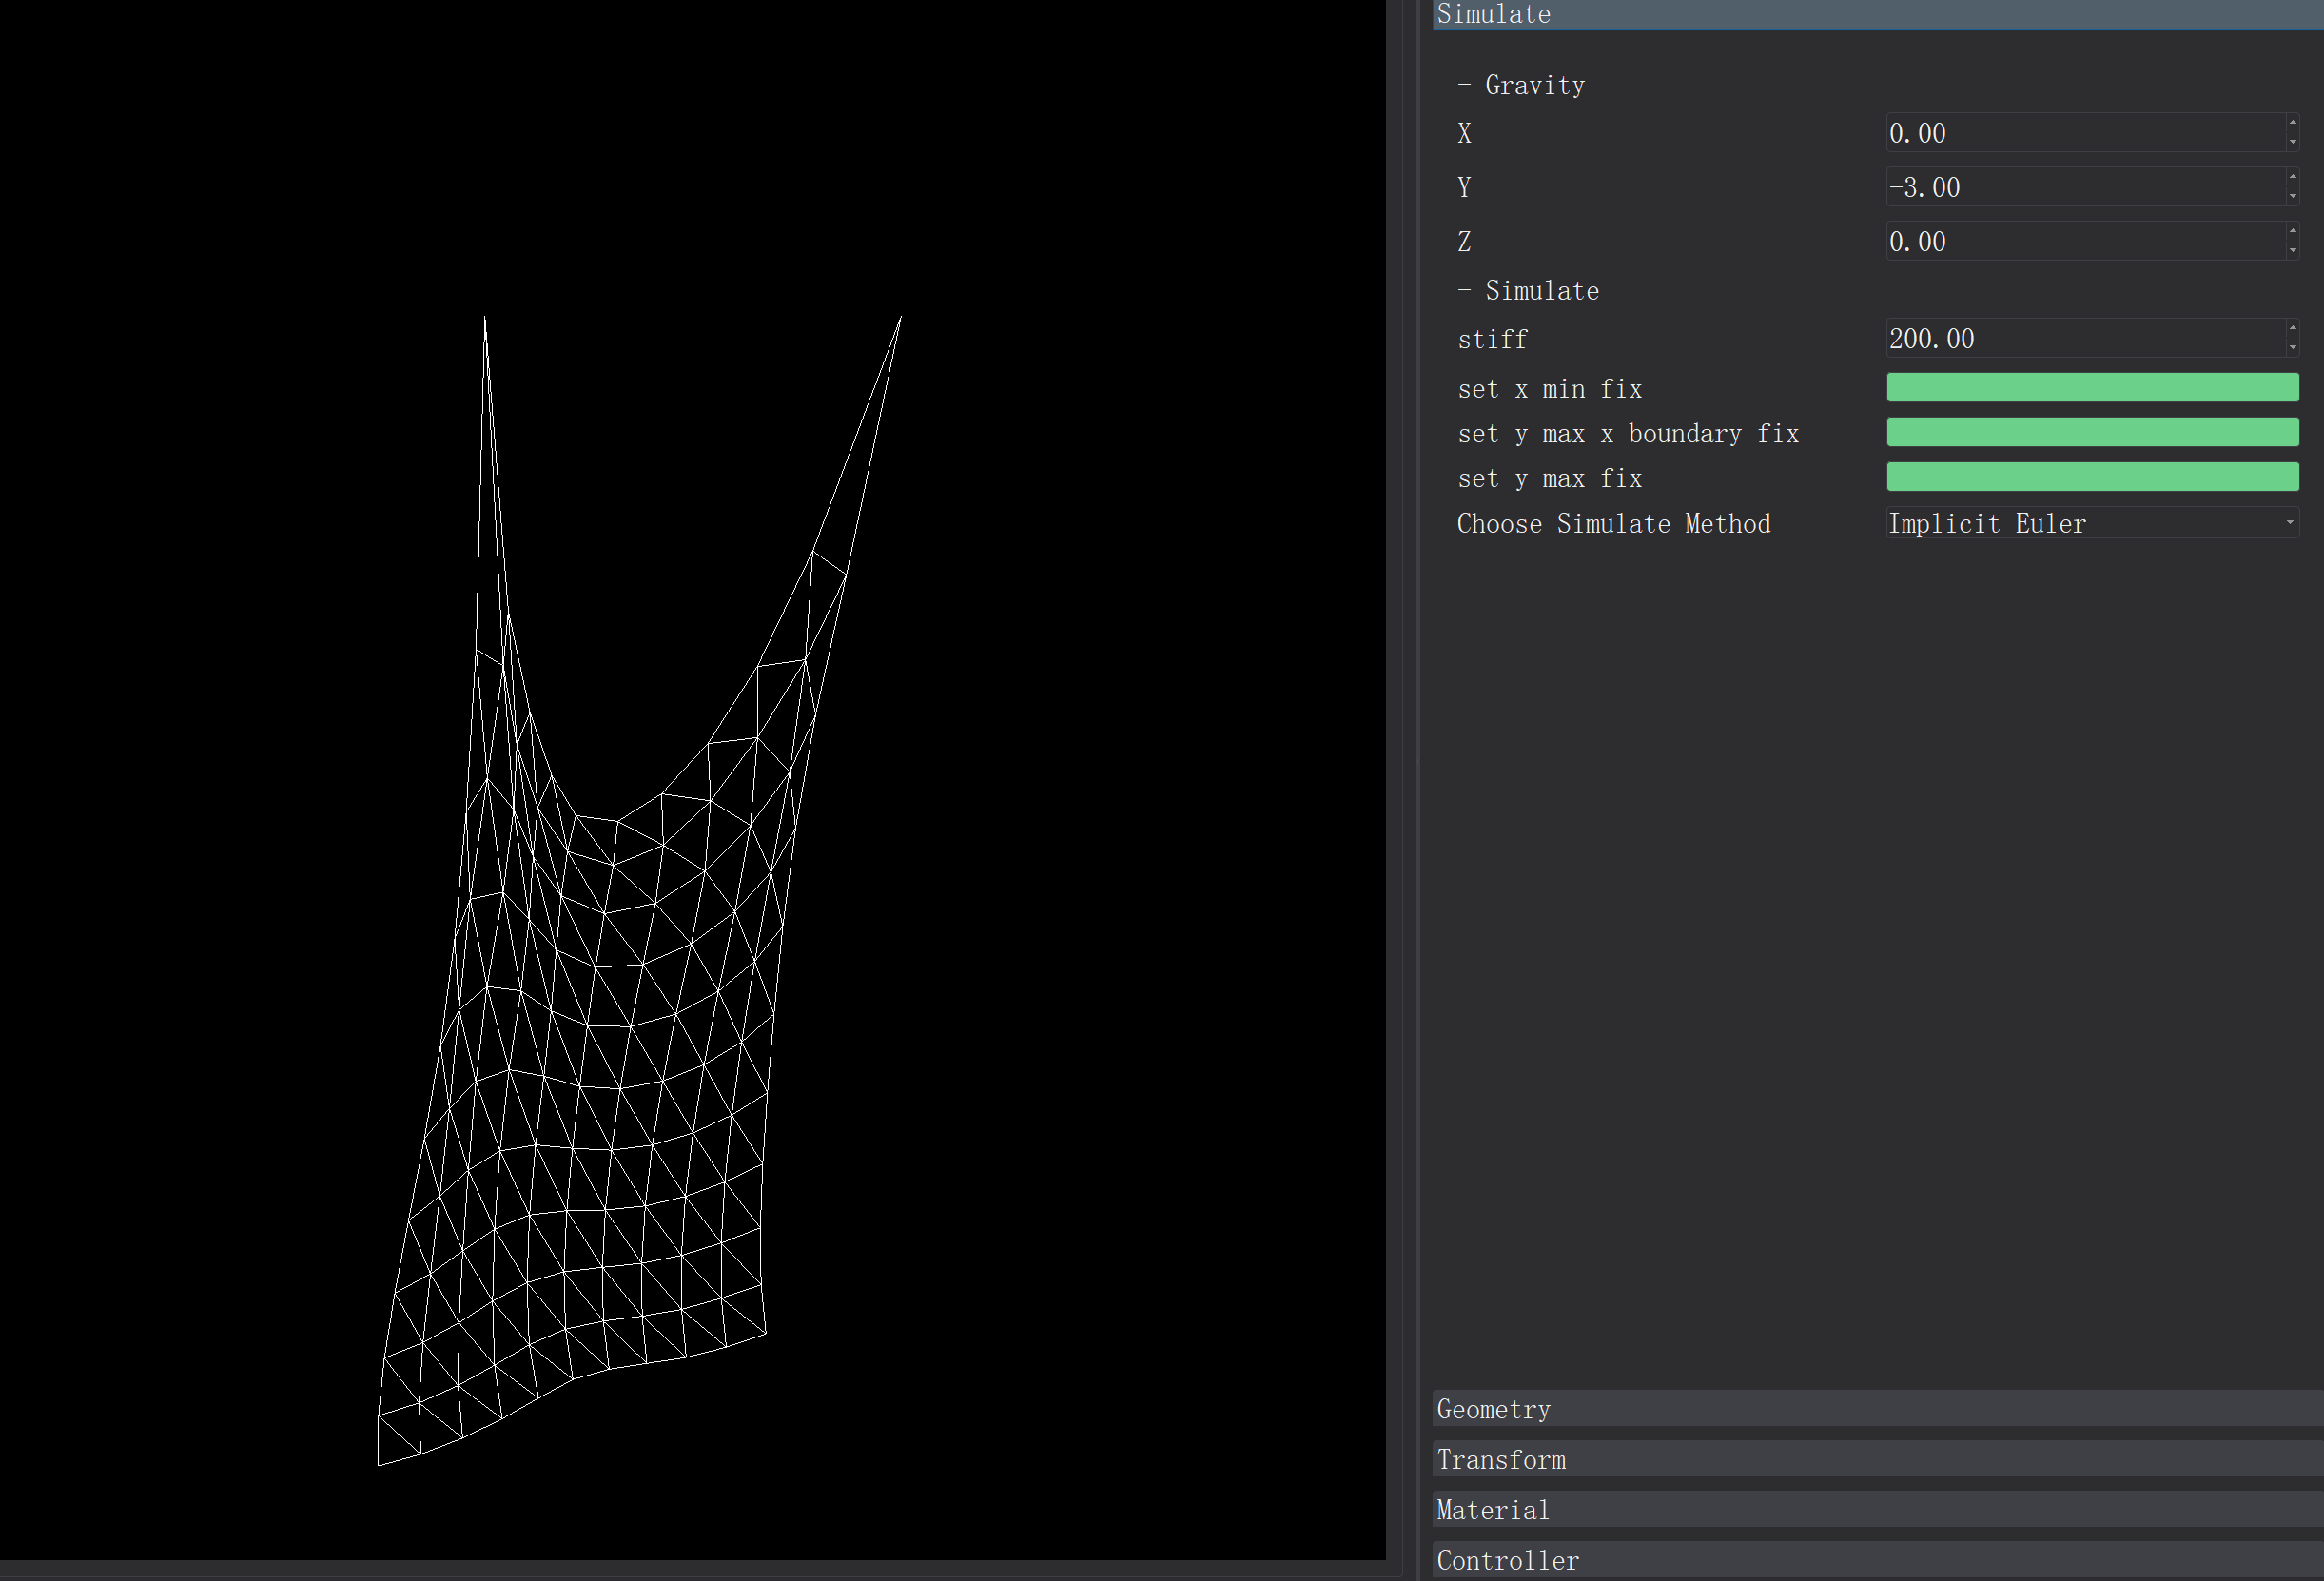 Simulate
- Gravity
X 0.00
Y -3.00
Z 0.00
- Simulate
stiff 200.00
set x min fix
set y max x boundary fix
set y max fix
Choose Simulate Method Implicit Euler
Geometry
Transform
Material
Controller